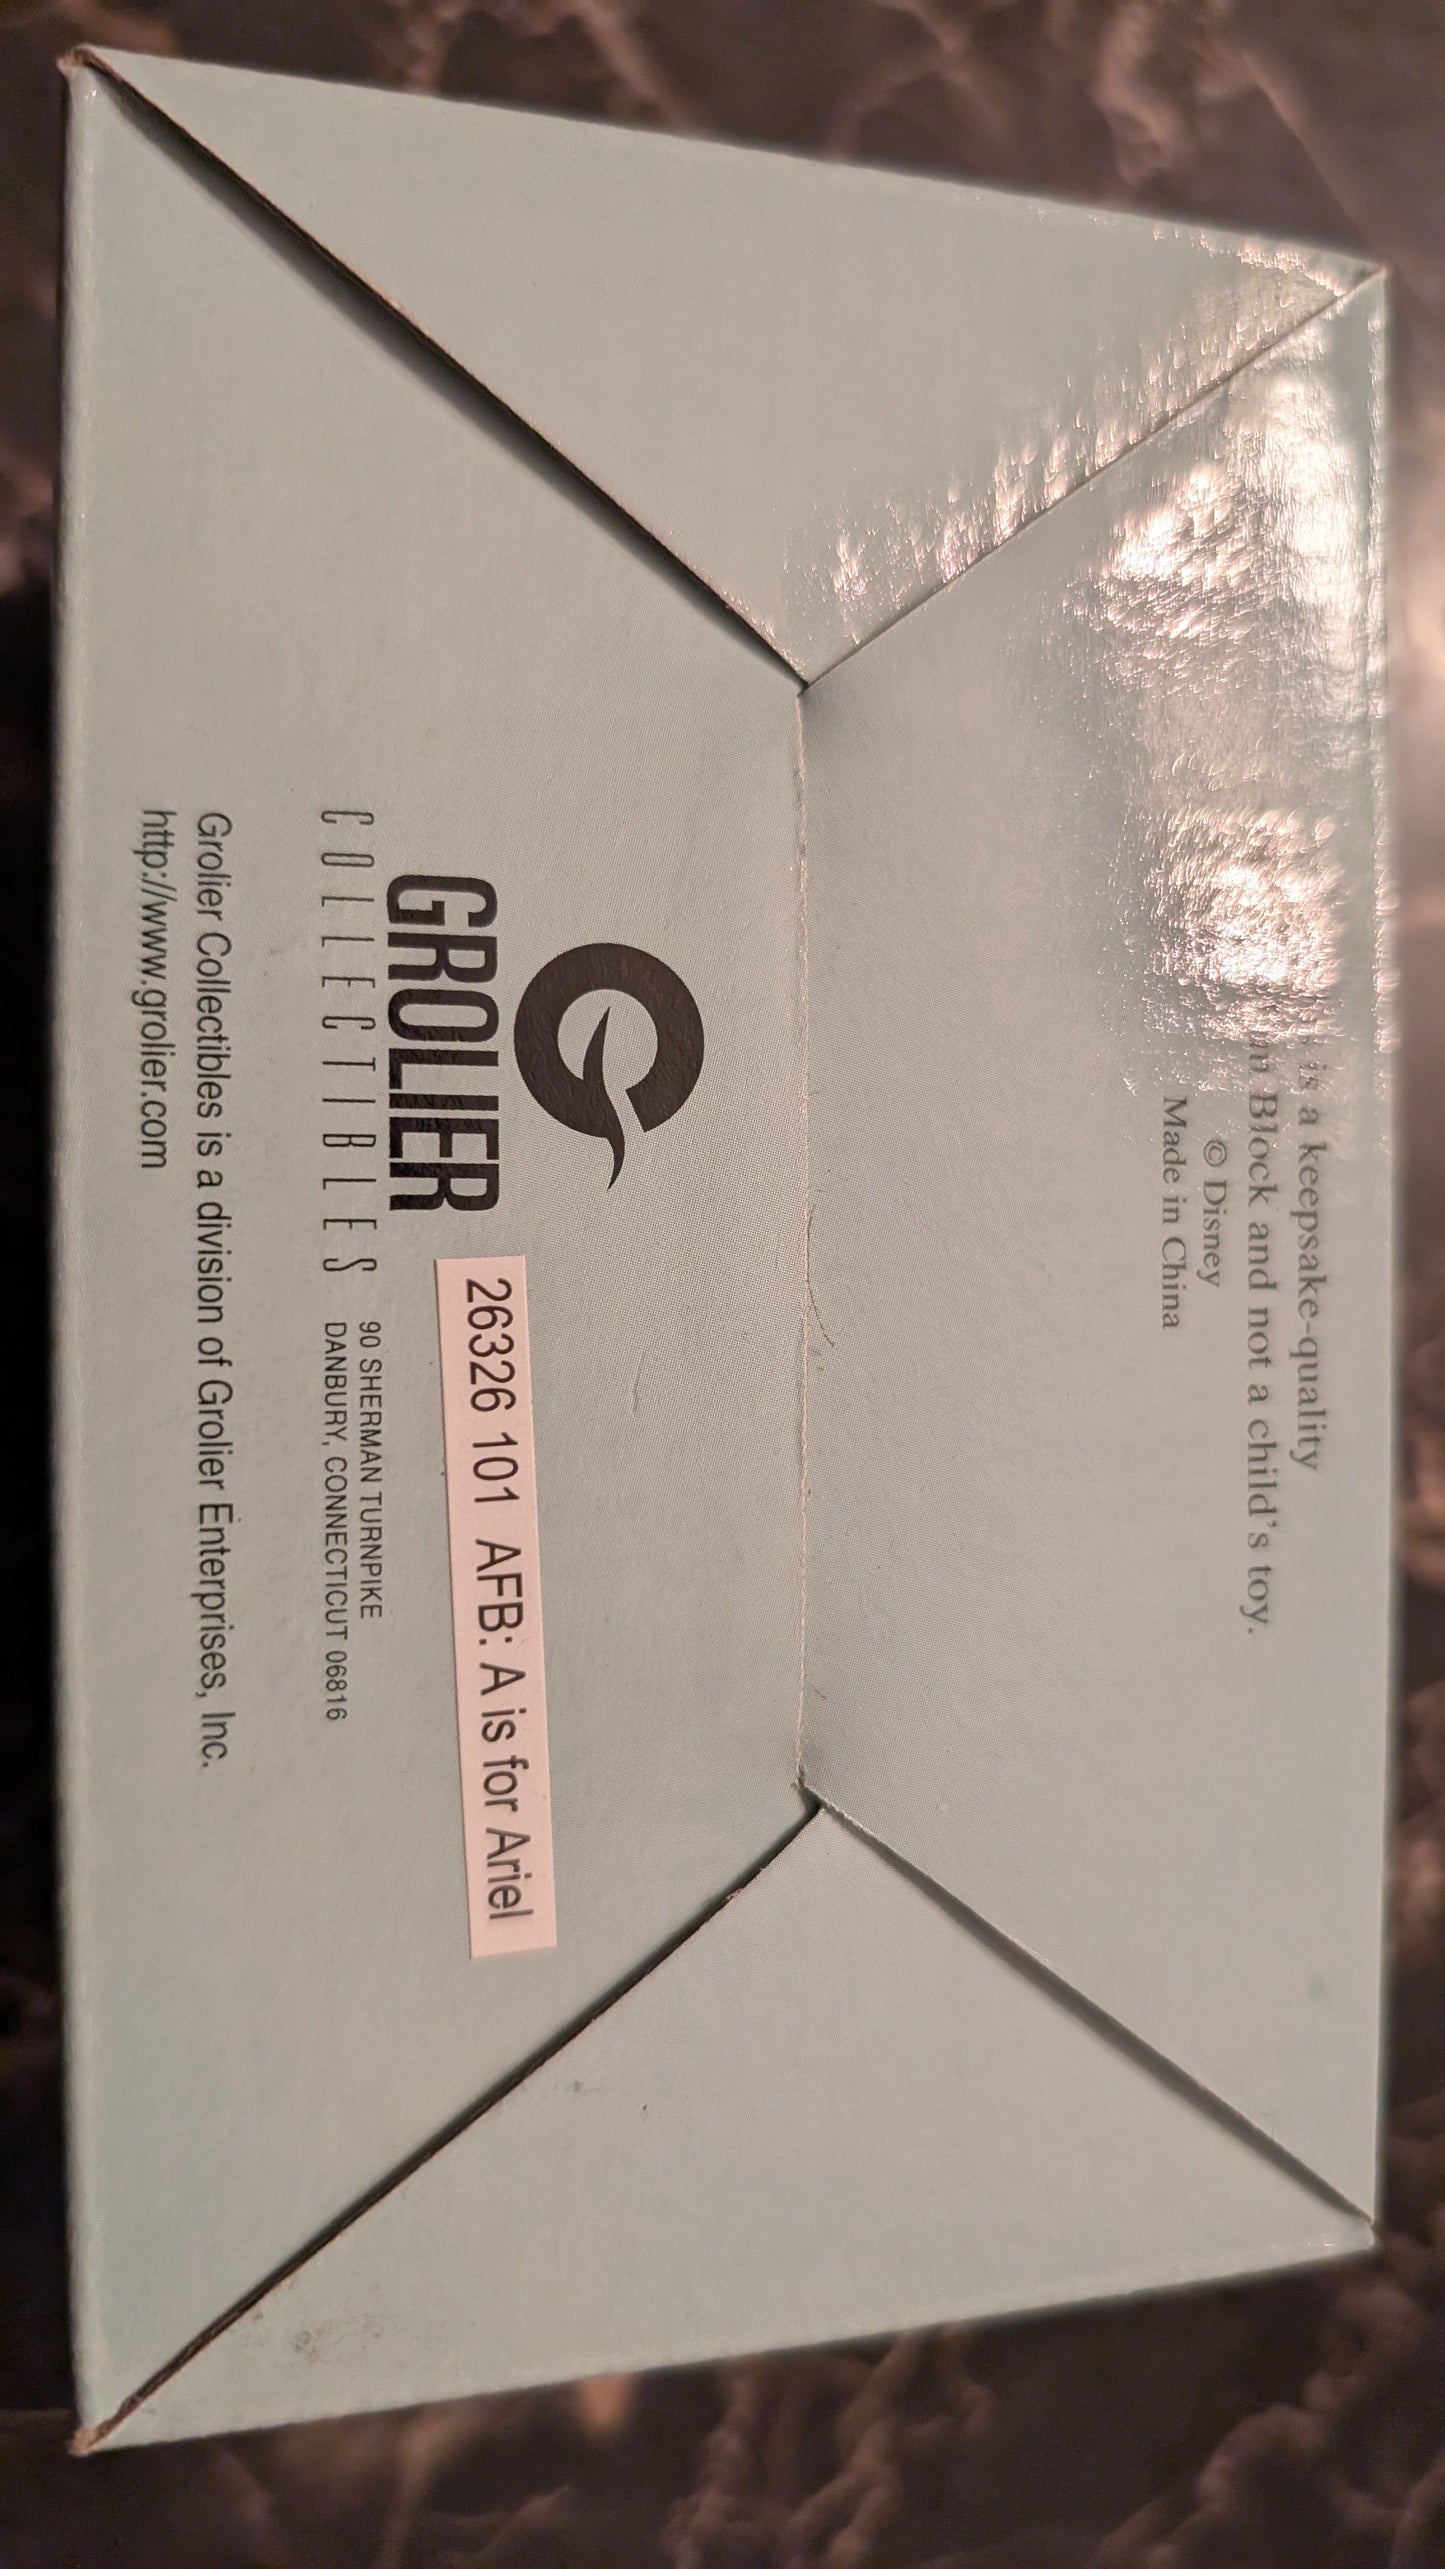 is a keepsake-quality
Block and not a child's toy.
© Disney
Made in China
GROLIER
COLLECTIBLES
26326 101 AFB: A is for Ariel
90 SHERMAN TURNPIKE
DANBURY, CONNECTICUT 06816
Grolier Collectibles is a division of Grolier Enterprises, Inc.
http://www.grolier.com